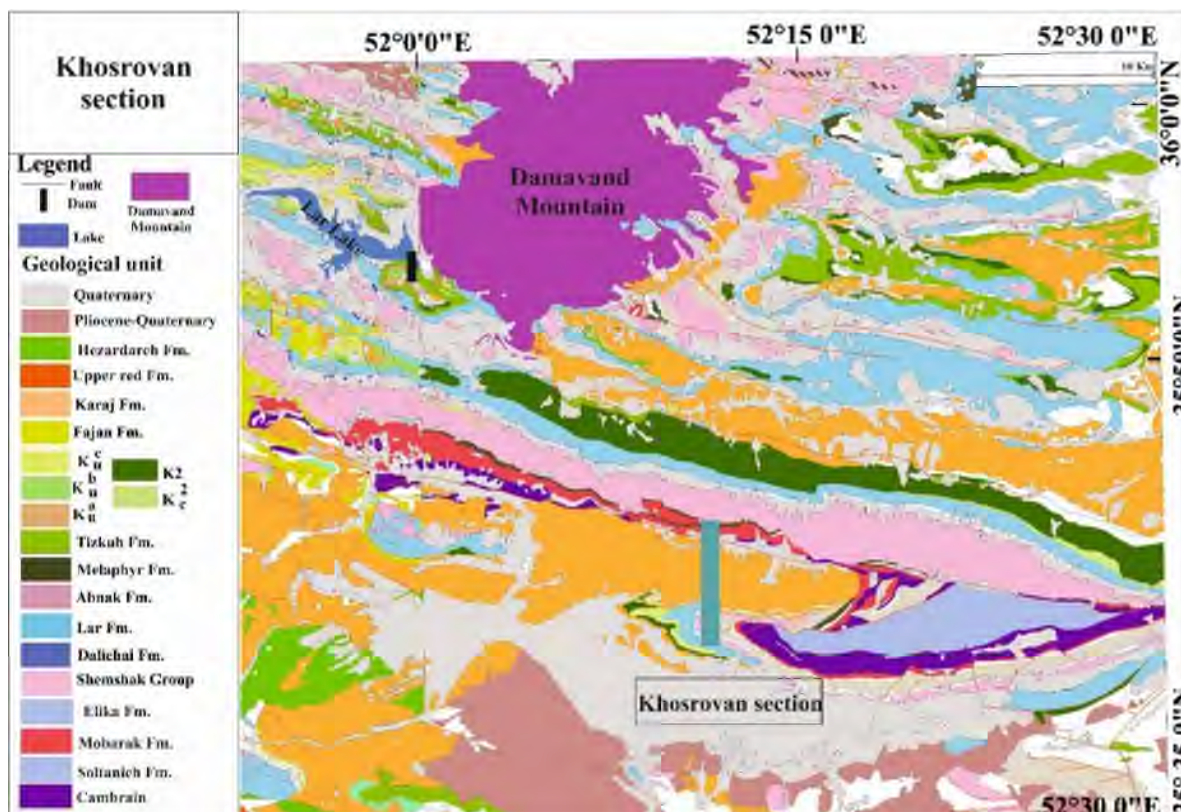 Khosrovan
section
52°0'0"E
52°15 0"E
52°30 0"E
10 Km
36°0'0"N
Legend
Fault
Dam
Damavand
Mountain
Lake
Geological unit
Quaternary
Pliocene-Quaternary
Hezardareh Fm.
Upper red Fm.
Karaj Fm.
Fajan Fm.
K c u
K b u
K a u
K2
Tizkuh Fm.
Melaphyr Fm.
Abnak Fm.
Lar Fm.
Dalichai Fm.
Shemshak Group
Elika Fm.
Mobarak Fm.
Soltanieh Fm.
Cambrain
Damavand
Mountain
Lar Lake
Khosrovan section
52°30 0"E